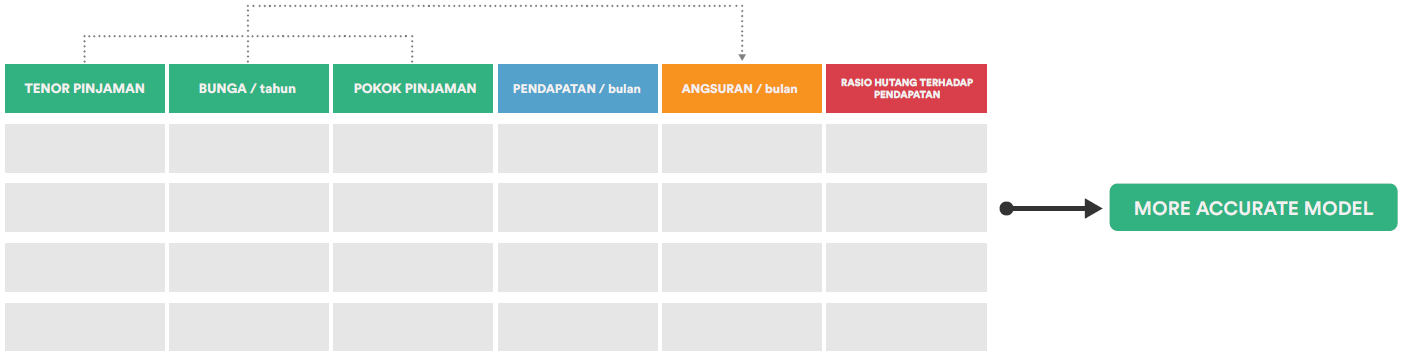 TENOR PINJAMAN
BUNGA / tahun
POKOK PINJAMAN
PENDAPATAN / bulan
ANGSURAN / bulan
RASIO HUTANG TERHADAP
PENDAPATAN
MORE ACCURATE MODEL